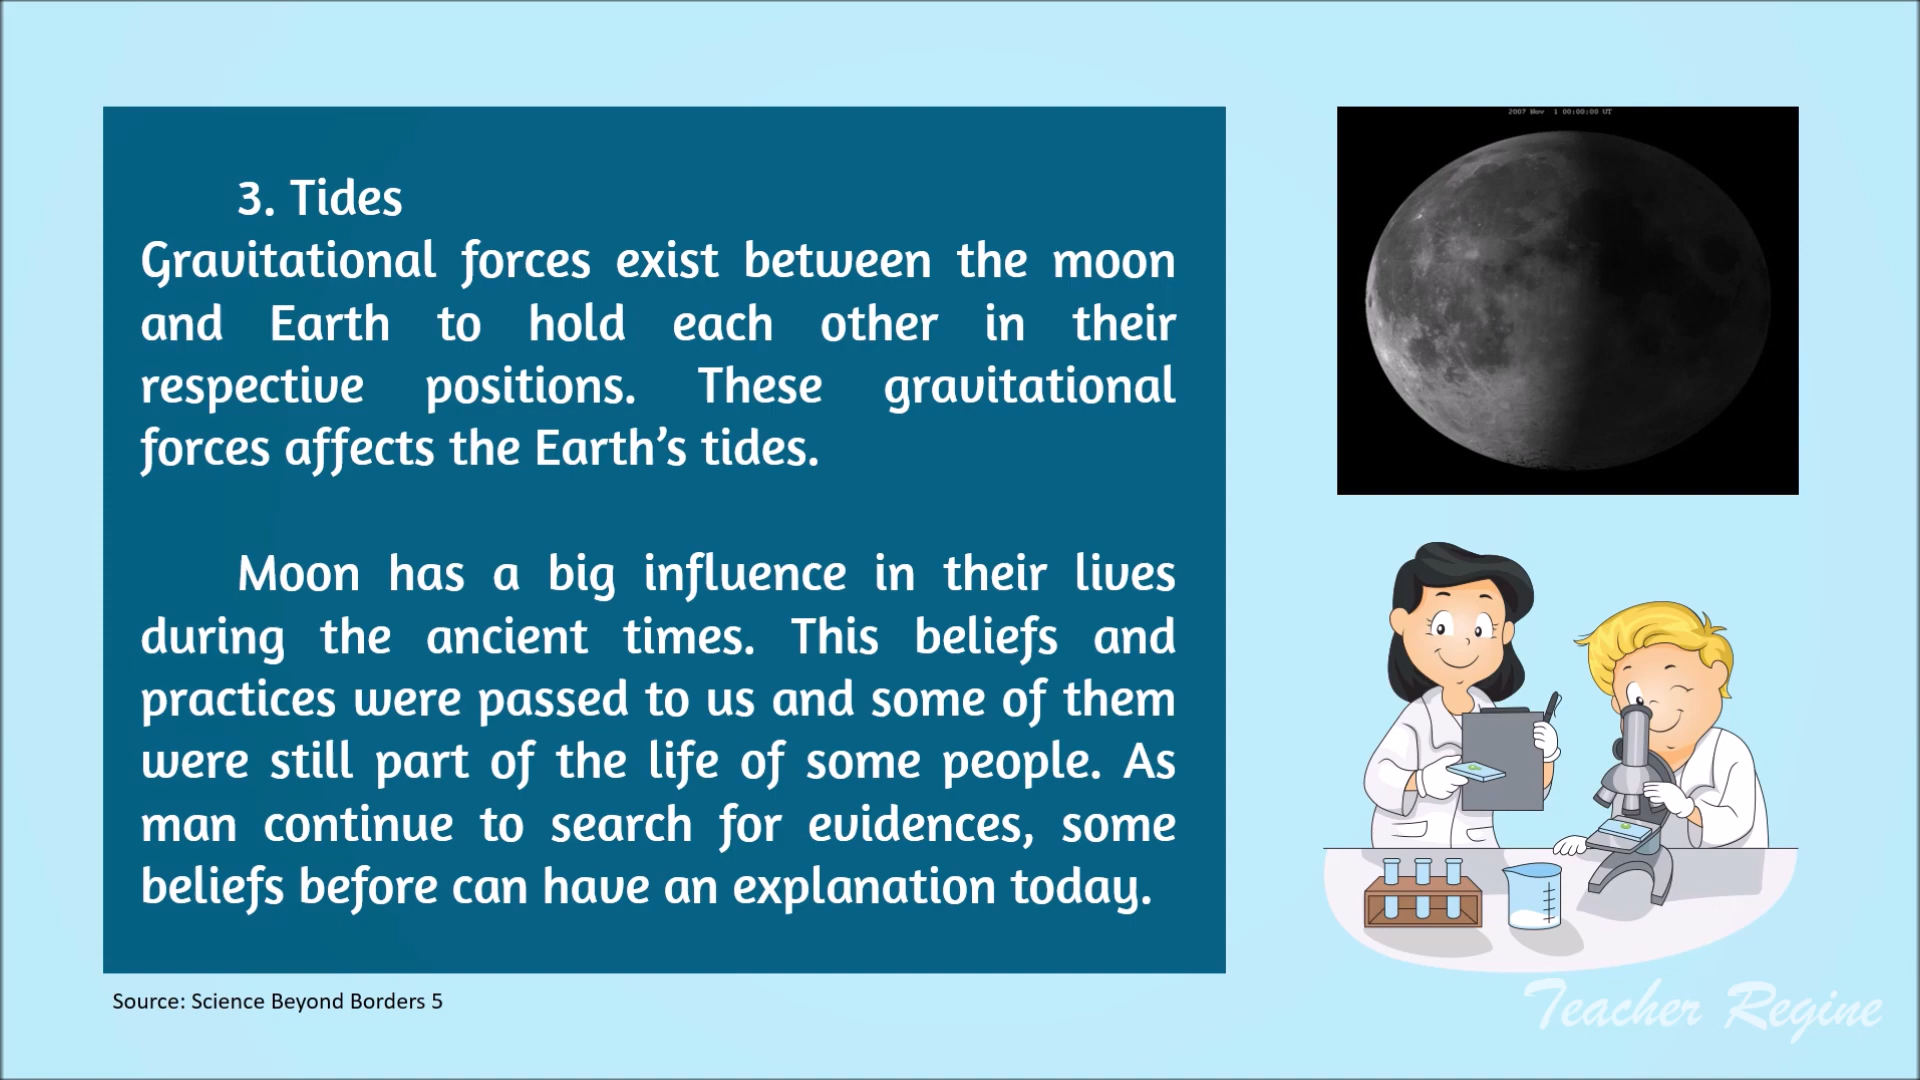 3. Tides
Gravitational forces exist between the moon
and Earth to hold each other in their
respective positions. These gravitational
forces affects the Earth's tides.
Moon has a big influence in their lives
during the ancient times. This beliefs and
practices were passed to us and some of them
were still part of the life of some people. As
man continue to search for evidences, some
beliefs before can have an explanation today.
Source: Science Beyond Borders 5
2007 Nov 1 00:00:00 UT
Teacher Regine